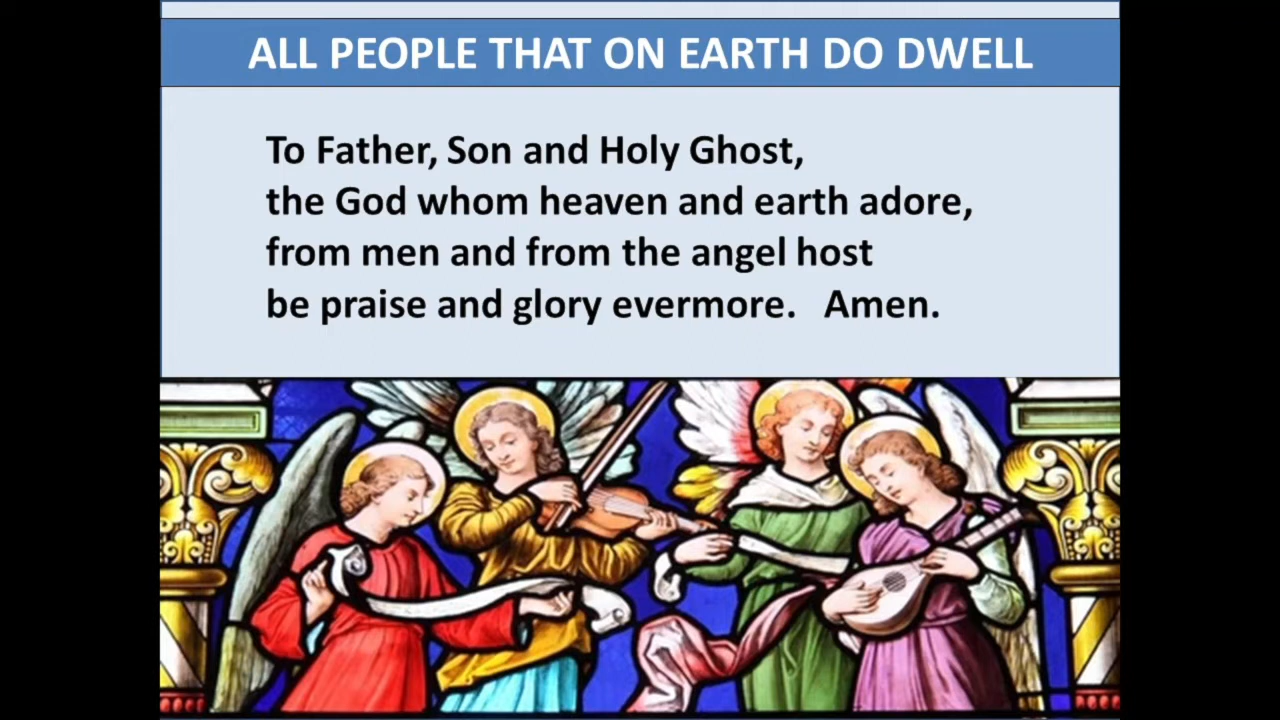 ALL PEOPLE THAT ON EARTH DO DWELL
To Father, Son and Holy Ghost,
the God whom heaven and earth adore,
from men and from the angel host
be praise and glory evermore.   Amen.